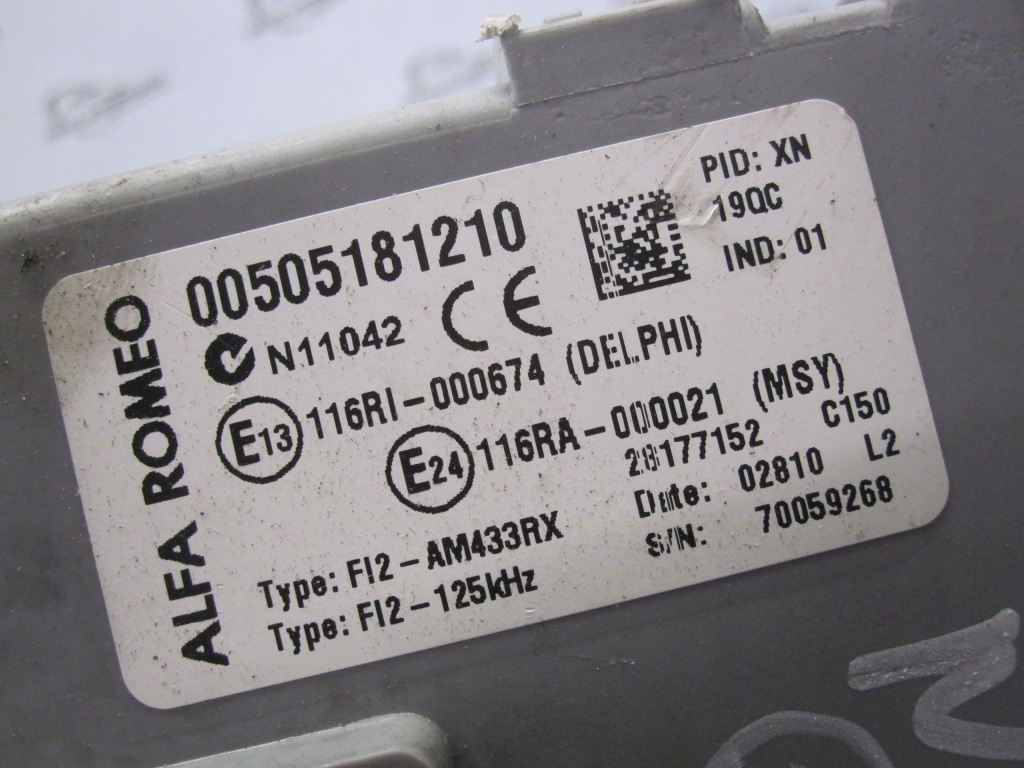 ALFA ROMEO
00505181210
PID: XN
19QC
IND: 01
N11042 CE
E13 116RI-000674 (DELPHI)
E24 116RA-000021 (MSY)
28177152 C150
Date: 02810 L2
S/N: 70059268
Type: FI2-AM433RX
Type: FI2-125kHz